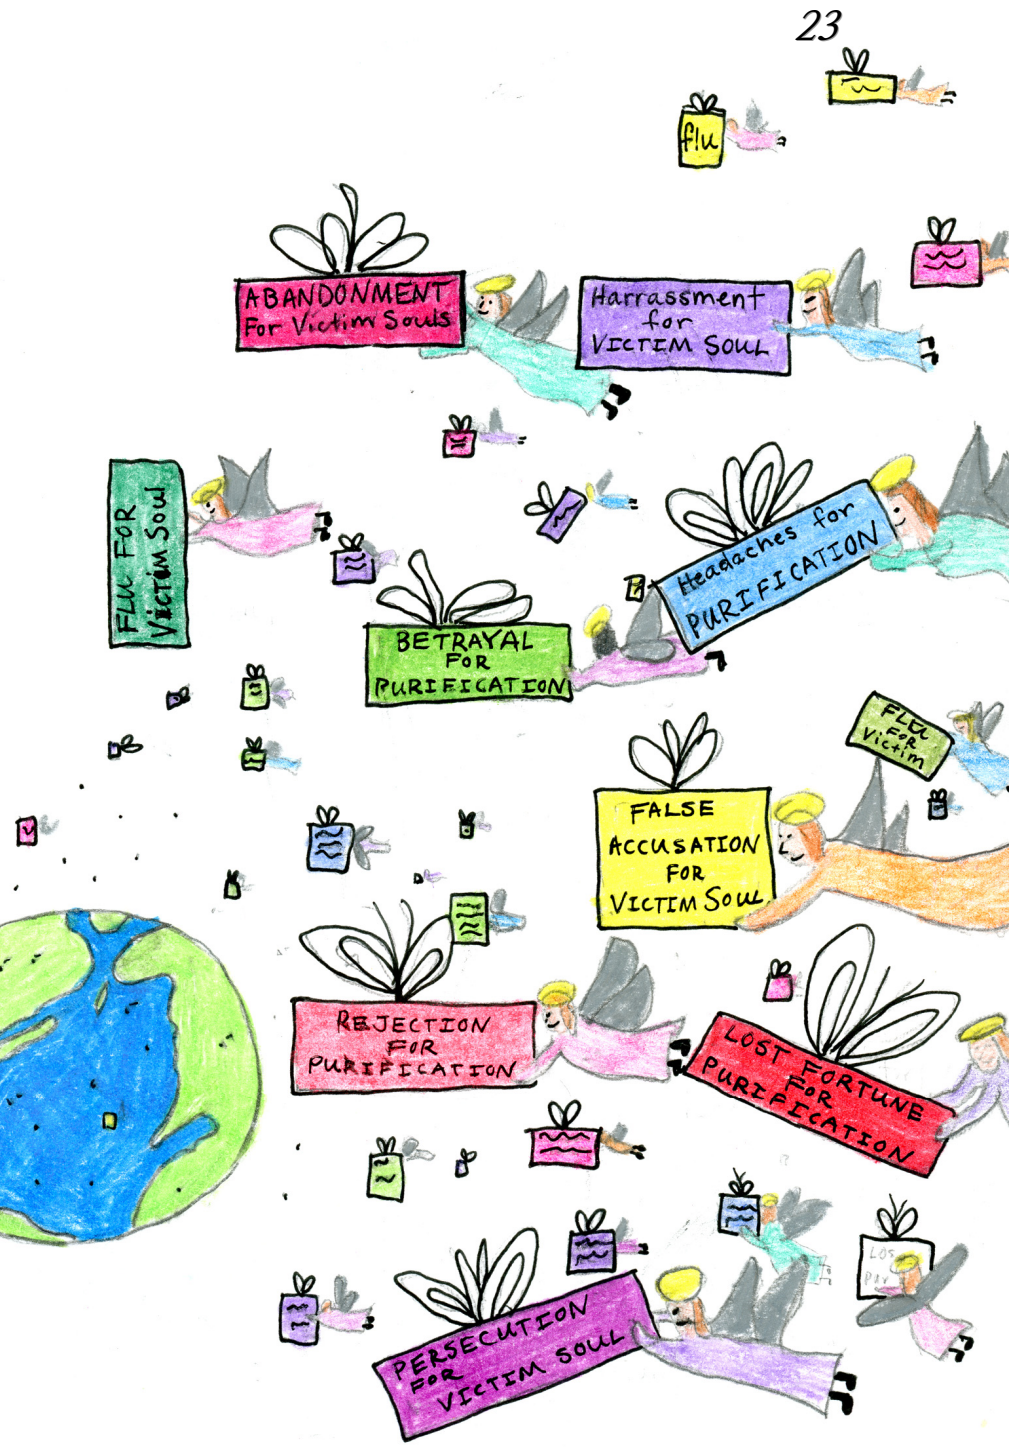 23
flu
ABANDONMENT
For Victim Souls
Harrassment
for
VICTIM SOUL
FLU FOR
VICTIM SOUL
Headaches for
PURIFICATION
BETRAYAL
FOR
PURIFICATION
FLU
FOR
Victim
FALSE
ACCUSATION
FOR
VICTIM SOUL
REJECTION
FOR
PURIFICATION
LOST FORTUNE
FOR
PURIFICATION
LOS
PERSECUTION
FOR
VICTIM SOUL